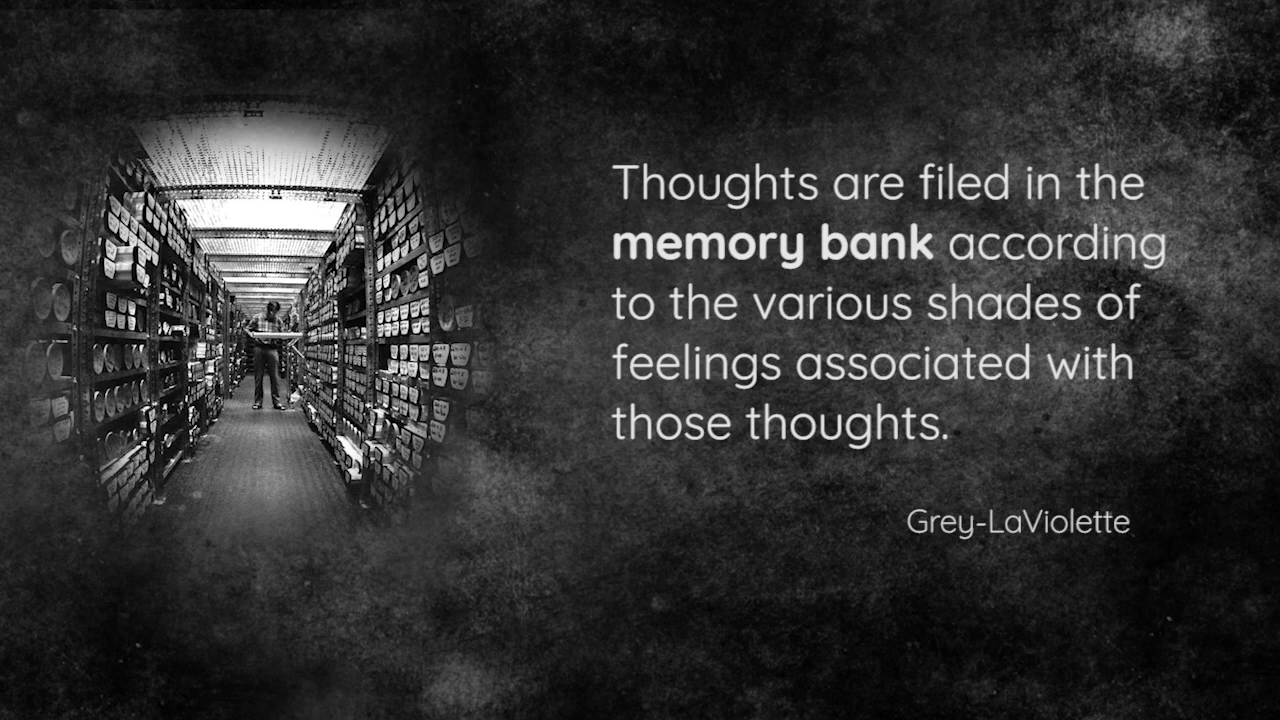 Thoughts are filed in the
memory bank according
to the various shades of
feelings associated with
those thoughts.
Grey-LaViolette